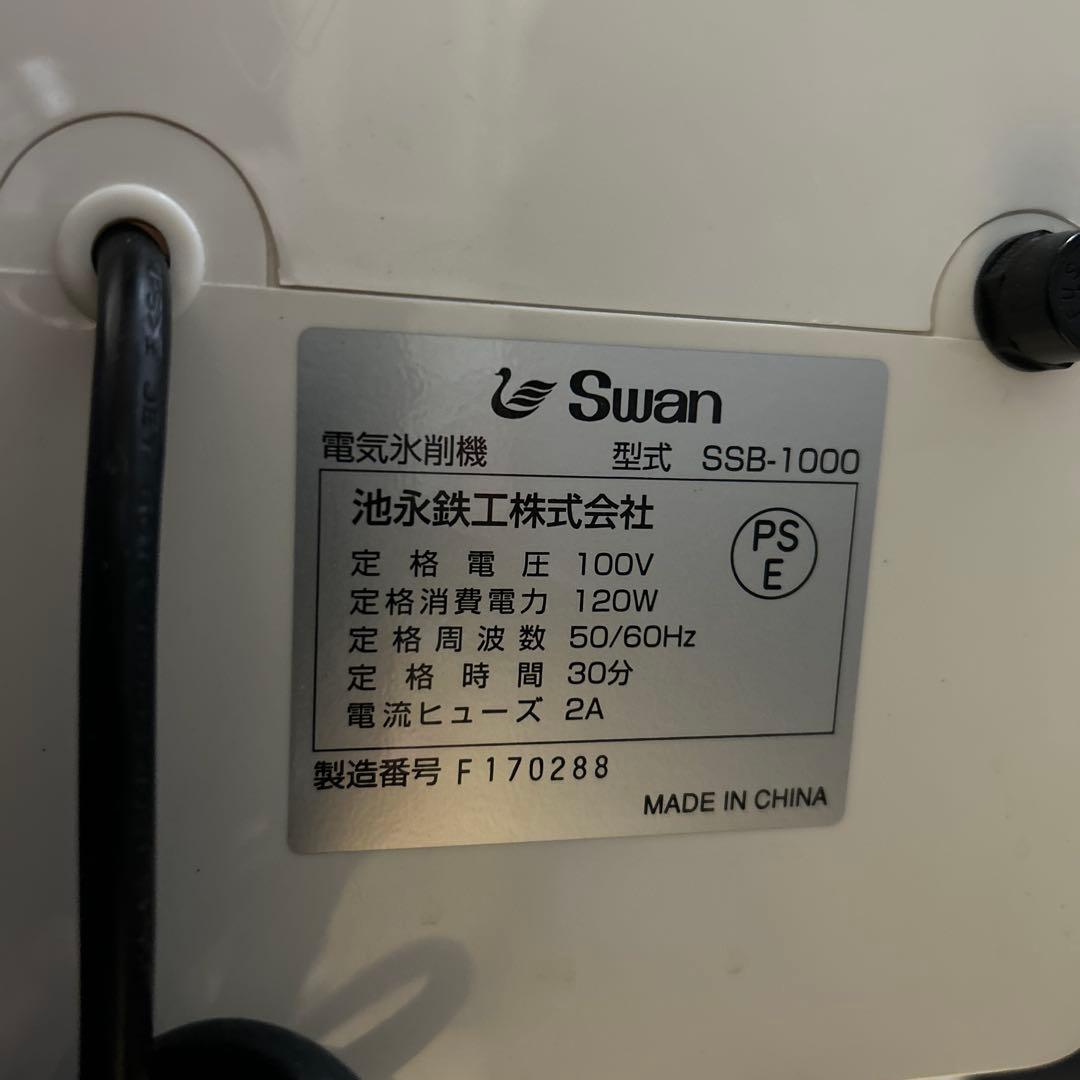 Swan
電気氷削機 型式 SSB-1000
池永鉄工株式会社
PS
E
定格電圧 100V
定格消費電力 120W
定格周波数 50/60Hz
定格時間 30分
電流ヒューズ 2A
製造番号 F170288
MADE IN CHINA